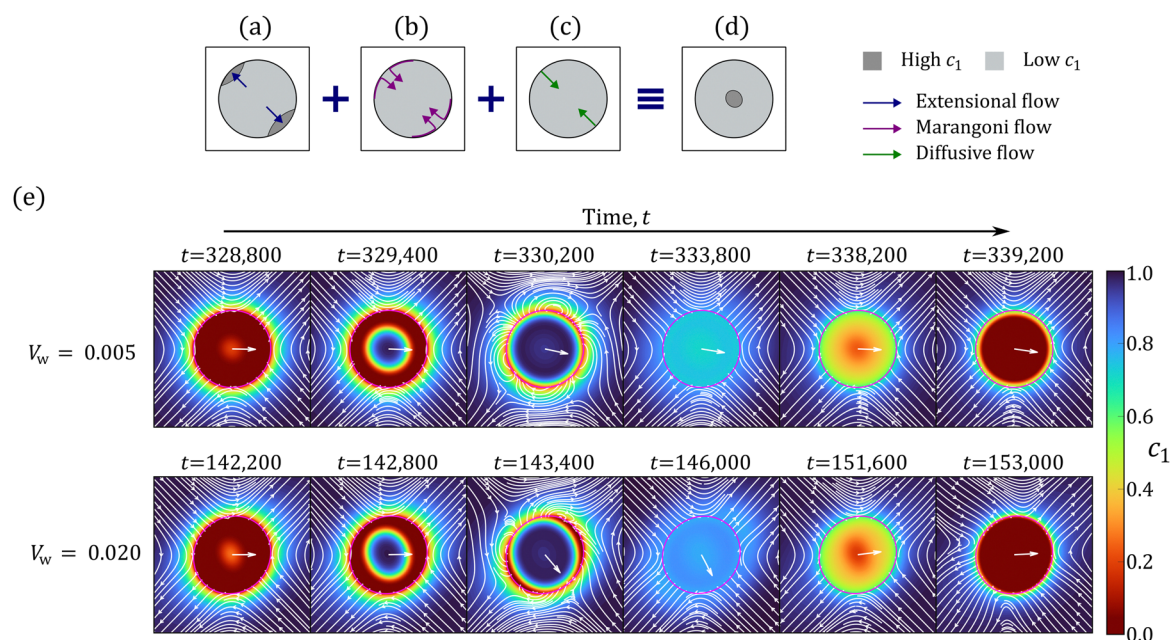 (a) (b) (c) (d)
+ + ≡
High c₁ Low c₁
Extensional flow
Marangoni flow
Diffusive flow
(e)
Time, t
t=328,800 t=329,400 t=330,200 t=333,800 t=338,200 t=339,200
V_w = 0.005
t=142,200 t=142,800 t=143,400 t=146,000 t=151,600 t=153,000
V_w = 0.020
1.0
0.8
0.6
c₁
0.4
0.2
0.0